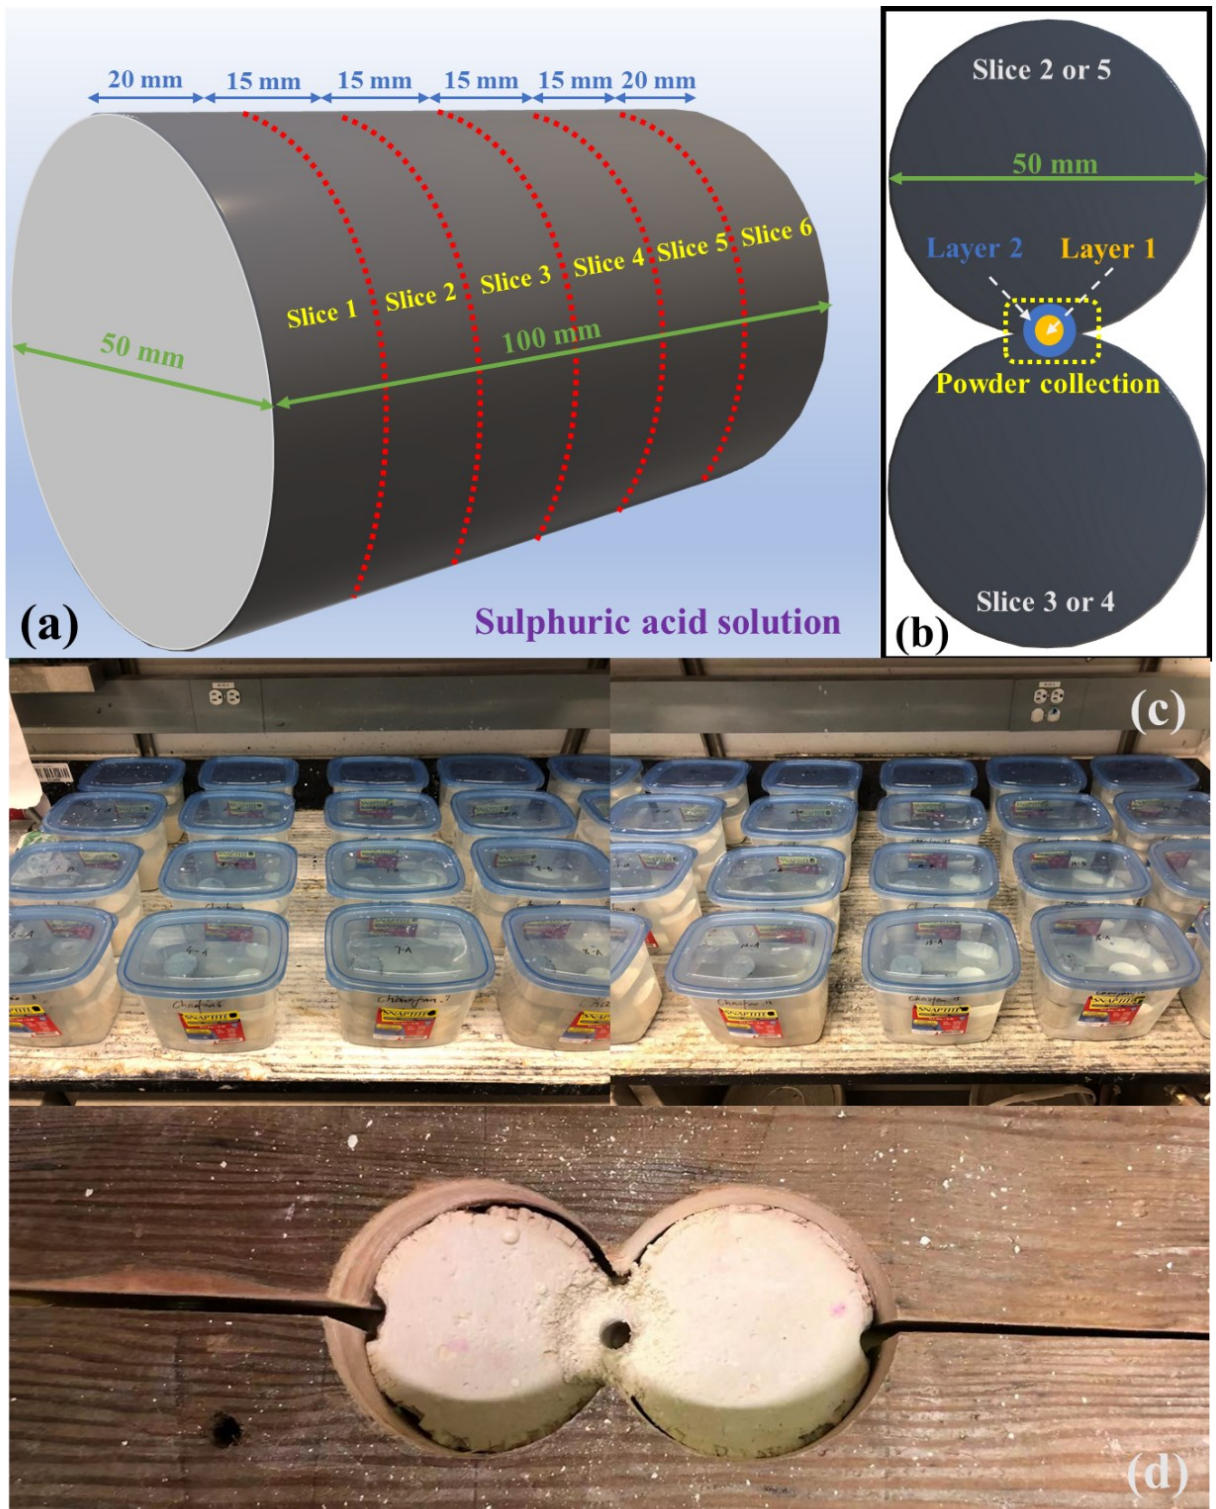 20 mm 15 mm 15 mm 15 mm 15 mm 20 mm
Slice 1 Slice 2 Slice 3 Slice 4 Slice 5 Slice 6
50 mm
100 mm
(a)
Sulphuric acid solution
Slice 2 or 5
50 mm
Layer 2 Layer 1
Powder collection
Slice 3 or 4
(b)
(c)
7-A
SNAPTITE
(d)